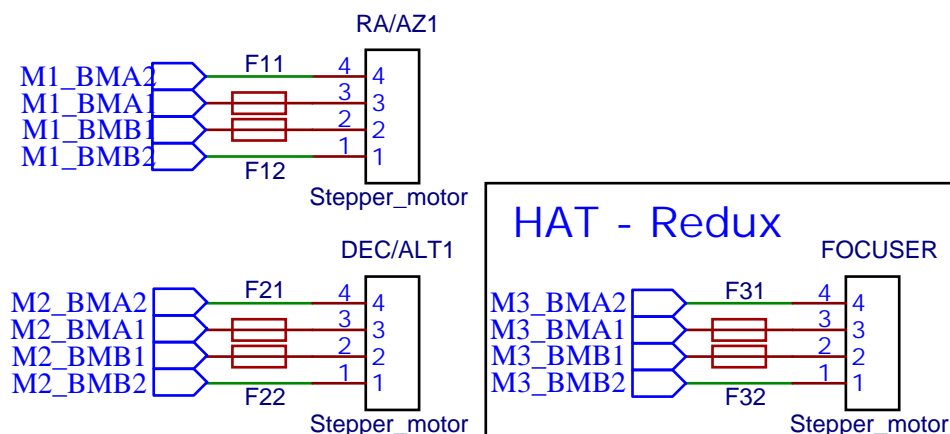 RA/AZ1
F11
M1_BMA2 4 4
M1_BMA1 3 3
M1_BMB1 2 2
M1_BMB2 1 1
F12
Stepper_motor
DEC/ALT1
F21
M2_BMA2 4 4
M2_BMA1 3 3
M2_BMB1 2 2
M2_BMB2 1 1
F22
Stepper_motor
HAT - Redux
FOCUSER
F31
M3_BMA2 4 4
M3_BMA1 3 3
M3_BMB1 2 2
M3_BMB2 1 1
F32
Stepper_motor